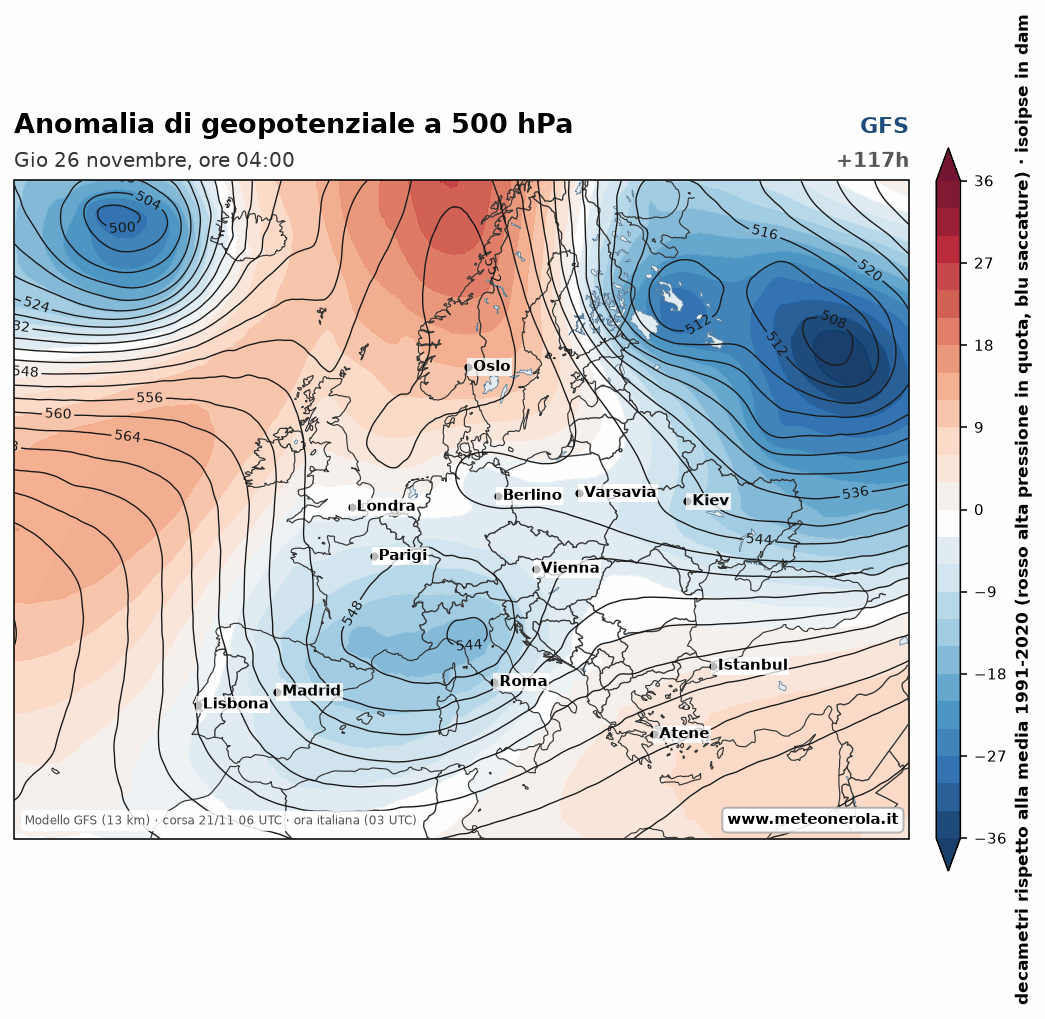 Anomalia di geopotenziale a 500 hPa
GFS
Gio 26 novembre, ore 04:00
+117h
504
500
516
520
524
552
508
512
512
32
548
556
560
564
Oslo
Londra
Berlino
Varsavia
Kiev
536
544
Parigi
Vienna
548
544
Roma
Madrid
Lisbona
Istanbul
Atene
Modello GFS (13 km) · corsa 21/11 06 UTC · ora italiana (03 UTC)
www.meteonerola.it
36
27
18
9
0
−9
−18
−27
−36
decametri rispetto alla media 1991-2020 (rosso alta pressione in quota, blu saccature) · isoipse in dam